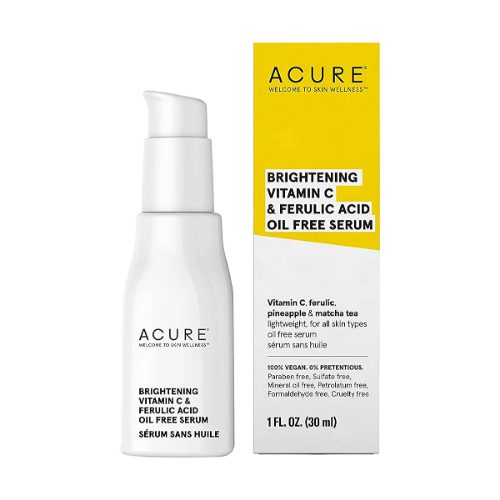 ACURE®
WELCOME TO SKIN WELLNESS™
BRIGHTENING
VITAMIN C &
FERULIC ACID
OIL FREE SERUM
SÉRUM SANS HUILE
ACURE®
WELCOME TO SKIN WELLNESS™
BRIGHTENING
VITAMIN C
& FERULIC ACID
OIL FREE SERUM
Vitamin C, ferulic,
pineapple & matcha tea
lightweight, for all skin types
oil free serum
sérum sans huile
100% VEGAN. 0% PRETENTIOUS.
Paraben free, Sulfate free,
Mineral oil free, Petrolatum free,
Formaldehyde free, Cruelty free
1 FL. OZ. (30 ml)